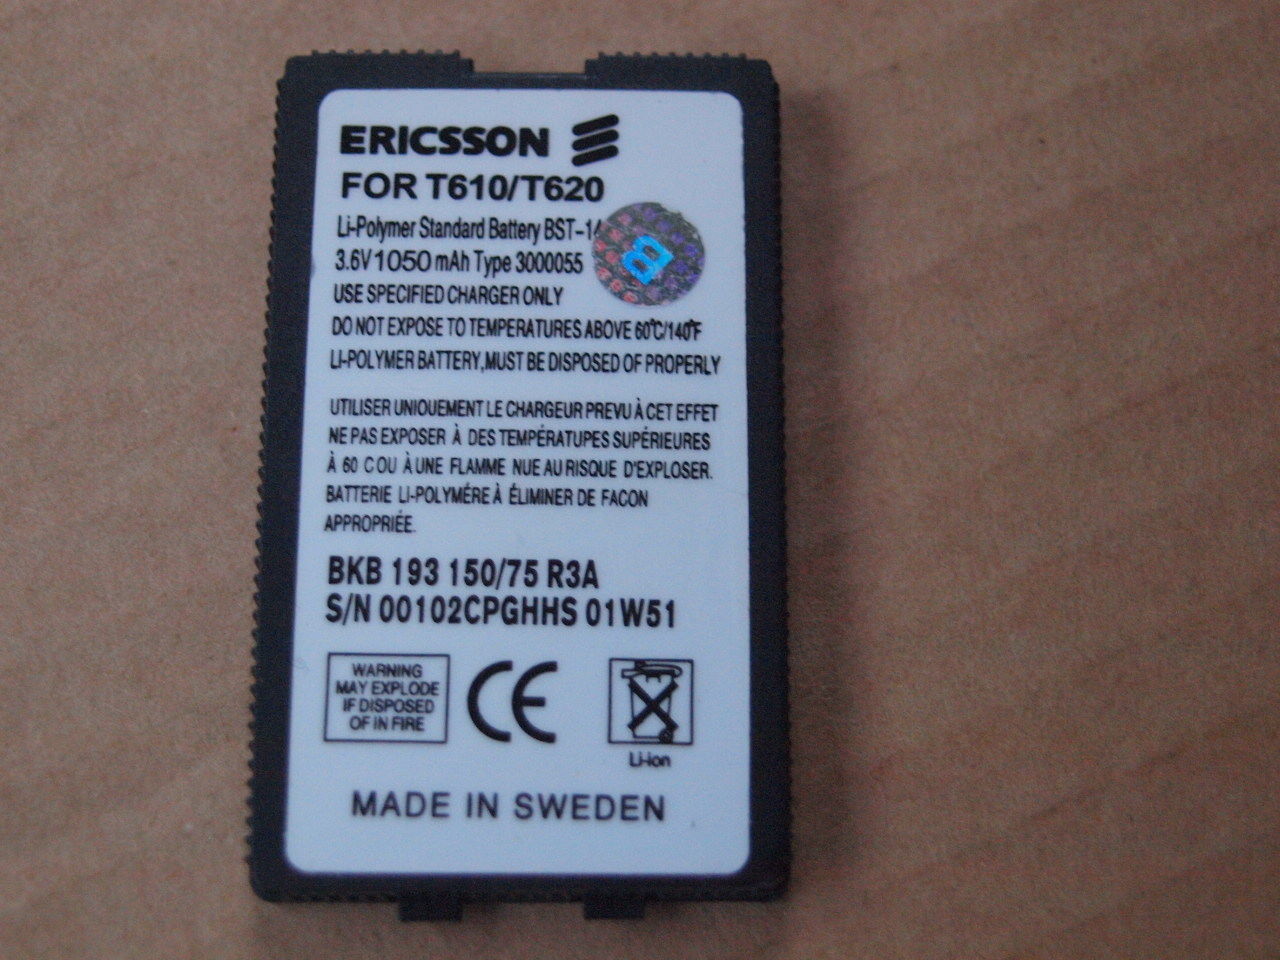 ERICSSON
FOR T610/T620
Li-Polymer Standard Battery BST-14
3.6V 1050 mAh Type 3000055
B
USE SPECIFIED CHARGER ONLY
DO NOT EXPOSE TO TEMPERATURES ABOVE 60°C/140°F
LI-POLYMER BATTERY,MUST BE DISPOSED OF PROPERLY
UTILISER UNIOUEMENT LE CHARGEUR PREVU À CET EFFET
NE PAS EXPOSER À DES TEMPÉRATUPES SUPÉRIEURES
À 60 C OU À UNE FLAMME NUE AU RISQUE D'EXPLOSER.
BATTERIE LI-POLYMÉRE À ÉLIMINER DE FACON
APPROPRIÉE.
BKB 193 150/75 R3A
S/N 00102CPGHHS 01W51
WARNING
MAY EXPLODE
IF DISPOSED
OF IN FIRE
CE
Li-ion
MADE IN SWEDEN